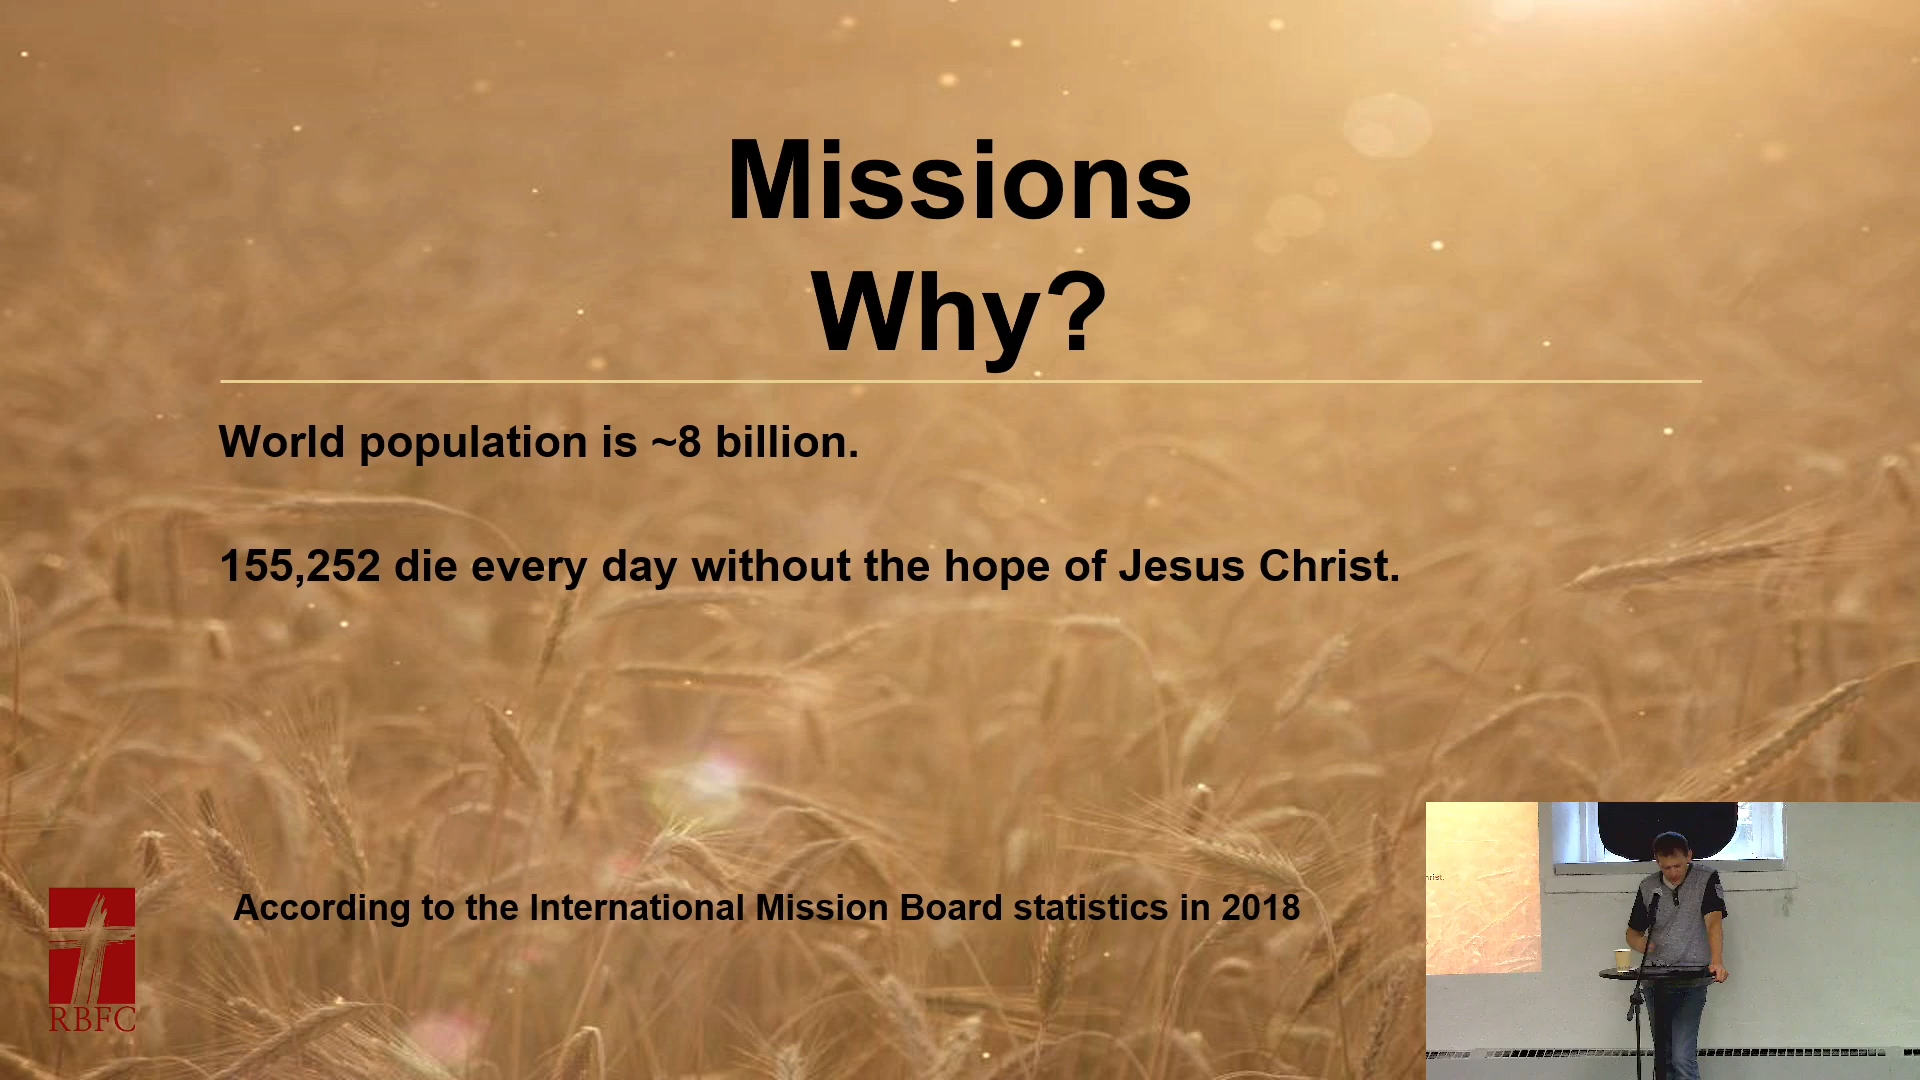 Missions
Why?
World population is ~8 billion.
155,252 die every day without the hope of Jesus Christ.
According to the International Mission Board statistics in 2018
RBFC
hrist.